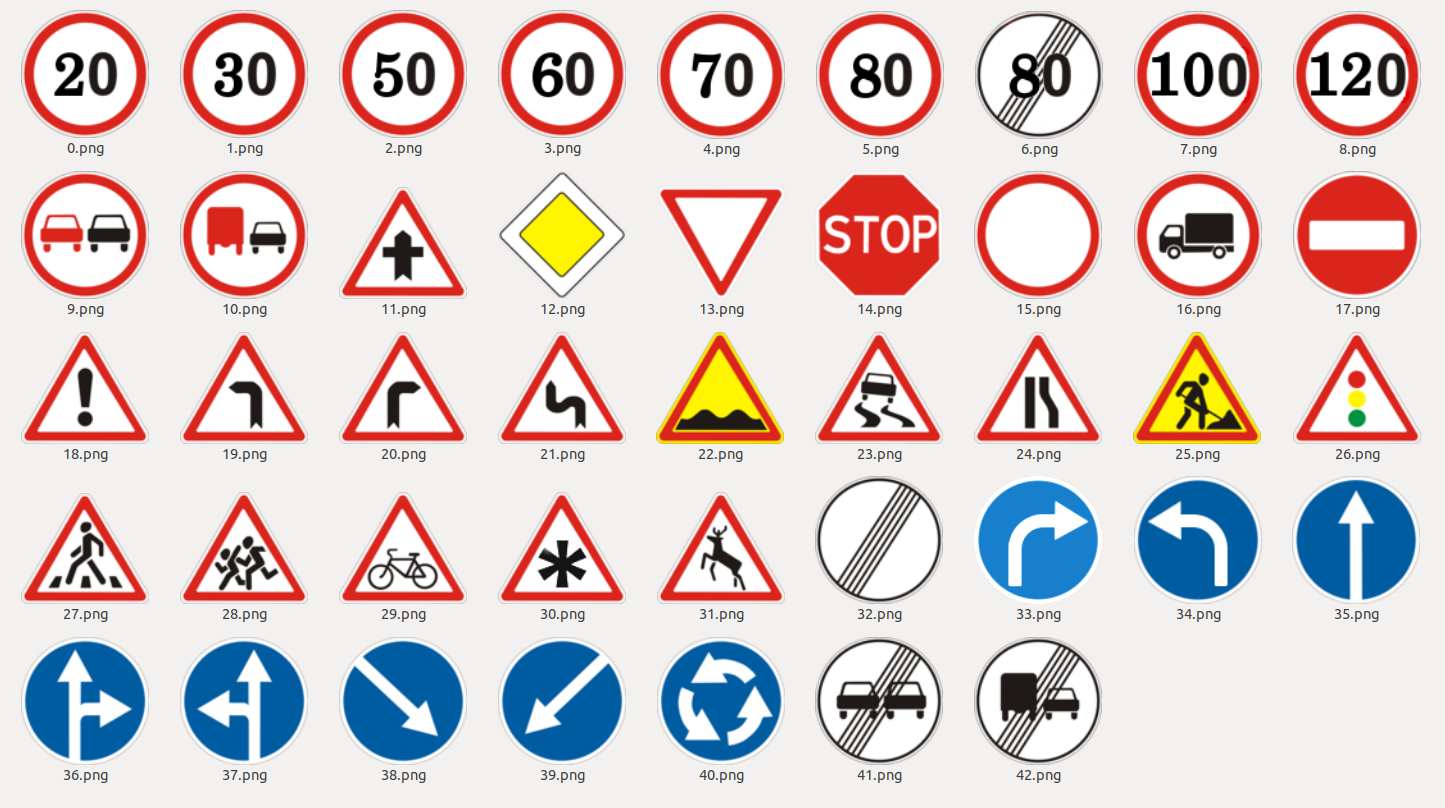 20 30 50 60 70 80 80 100 120
0.png 1.png 2.png 3.png 4.png 5.png 6.png 7.png 8.png
STOP
9.png 10.png 11.png 12.png 13.png 14.png 15.png 16.png 17.png
18.png 19.png 20.png 21.png 22.png 23.png 24.png 25.png 26.png
27.png 28.png 29.png 30.png 31.png 32.png 33.png 34.png 35.png
36.png 37.png 38.png 39.png 40.png 41.png 42.png